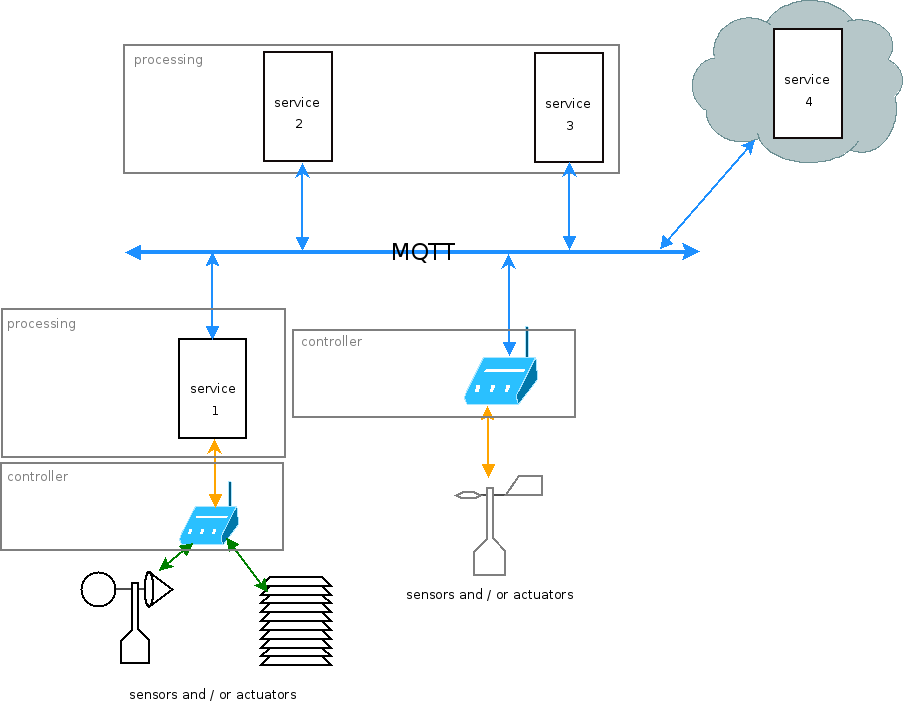 processing
service
2
service
3
service
4
MQTT
processing
service
1
controller
controller
sensors and / or actuators
sensors and / or actuators